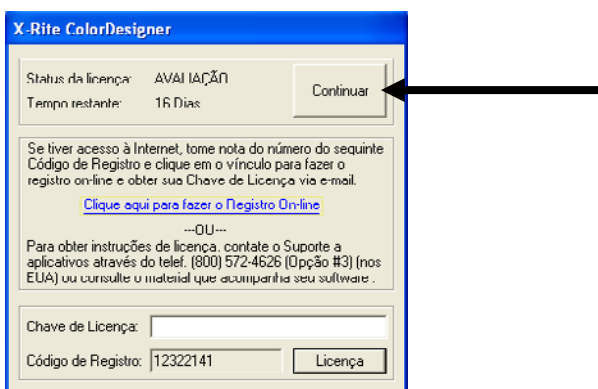 X-Rite ColorDesigner
Status da licença: AVALIAÇÃO
Continuar
Tempo restante: 16 Dias
Se tiver acesso à Internet, tome nota do número do sequinte
Código de Registro e clique em o vínculo para fazer o
registro on-line e obter sua Chave de Licença via e-mail.
Clique aqui para fazer o Registro On-line
---OU---
Para obter instruções de licença. contate o Suporte a
aplicativos através do telef. (800) 572-4626 (Opção #3) (nos
EUA) ou consulte o material que acompanha seu software .
Chave de Licença:
Código de Registro: 12322141
Licença